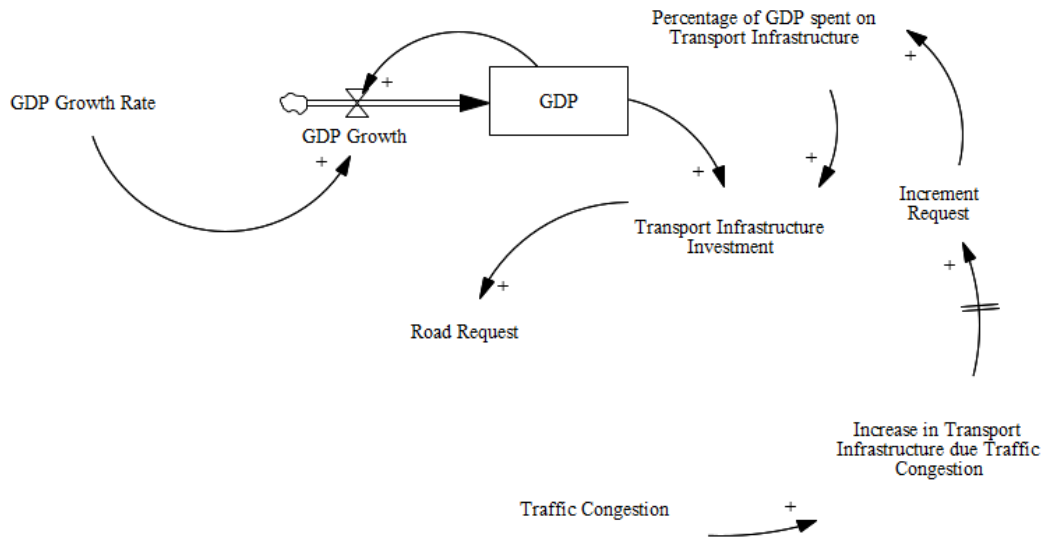 Percentage of GDP spent on
Transport Infrastructure
+
+
GDP Growth Rate
GDP
GDP Growth
+
+
+
Increment
Request
Transport Infrastructure
Investment
+
+
Road Request
Increase in Transport
Infrastructure due Traffic
Congestion
Traffic Congestion
+